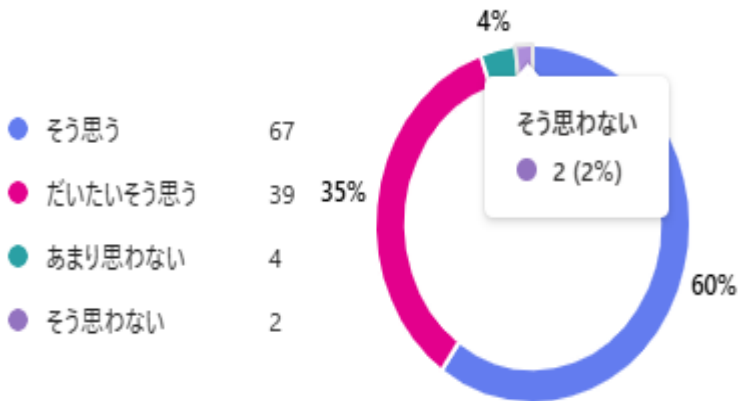 4%
そう思う 67
だいたいそう思う 39
あまり思わない 4
そう思わない 2
35%
そう思わない
2 (2%)
60%